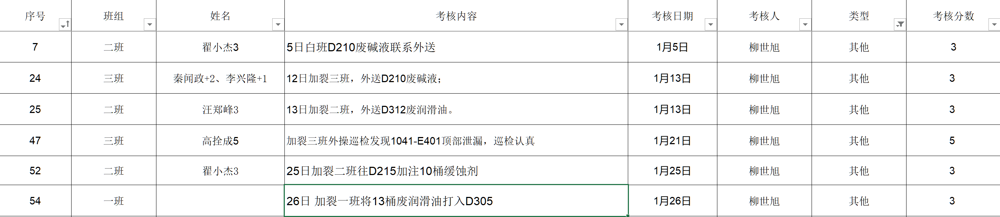 序号 班组 姓名 考核内容 考核日期 考核人 类型 考核分数
7 二班 翟小杰3 5日白班D210废碱液联系外送 1月5日 柳世旭 其他 3
24 三班 秦闻政+2、李兴隆+1 12日加裂三班，外送D210废碱液； 1月13日 柳世旭 其他 3
25 二班 汪郑峰3 13日加裂二班，外送D312废润滑油。 1月13日 柳世旭 其他 3
47 三班 高拴成5 加裂三班外操巡检发现1041-E401顶部泄漏，巡检认真 1月21日 柳世旭 其他 5
52 二班 翟小杰3 25日加裂二班往D215加注10桶缓蚀剂 1月25日 柳世旭 其他 3
54 一班 26日 加裂一班将13桶废润滑油打入D305 1月26日 柳世旭 其他 3